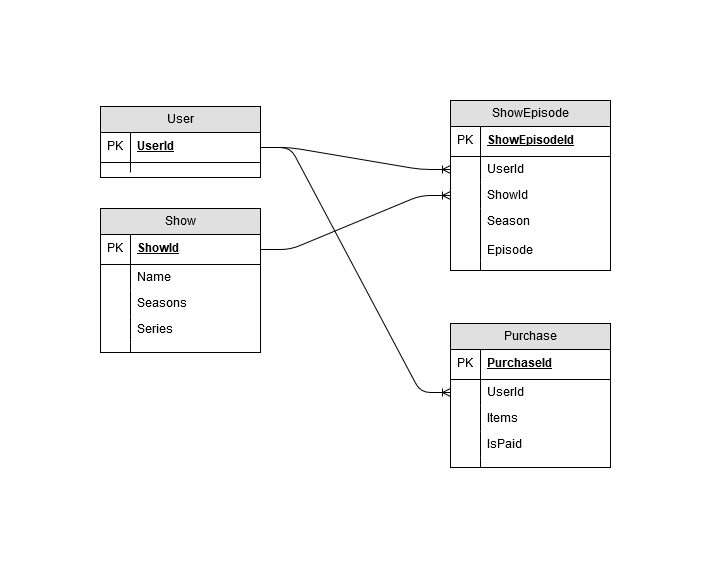 User
PK UserId
Show
PK ShowId
Name
Seasons
Series
ShowEpisode
PK ShowEpisodeId
UserId
ShowId
Season
Episode
Purchase
PK PurchaseId
UserId
Items
IsPaid